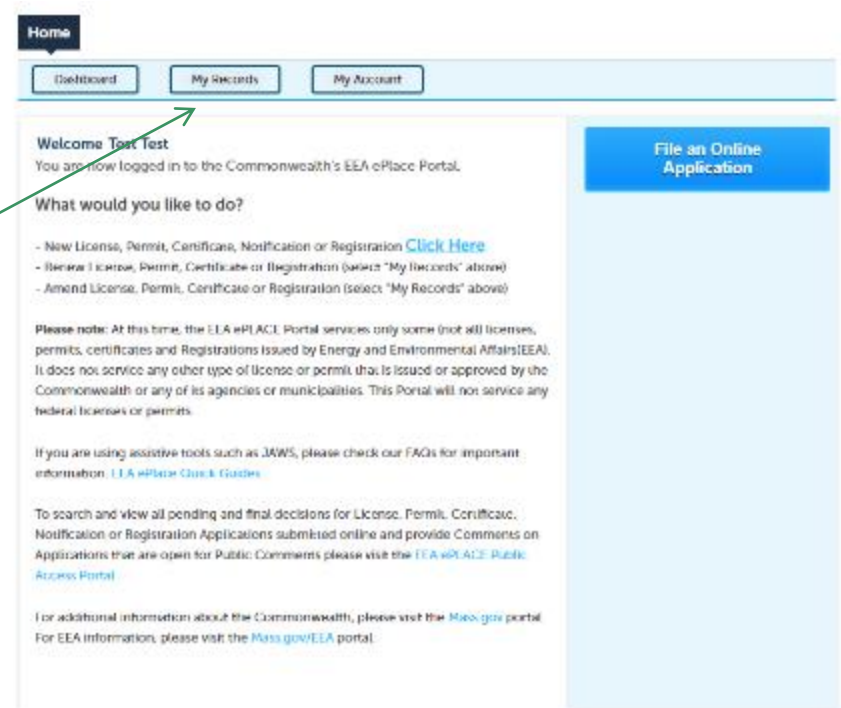 Home
Dashboard My Records My Account
Welcome Test Test
You are now logged in to the Commonwealth's EEA ePlace Portal.
What would you like to do?
- New License, Permit, Certificate, Notification or Registration Click Here
- Renew License, Permit, Certificate or Registration (select "My Records" above)
- Amend License, Permit, Certificate or Registration (select "My Records" above)
Please note: At this time, the EEA ePLACE Portal services only some (not all) licenses,
permits, certificates and Registrations issued by Energy and Environmental Affairs(EEA).
It does not service any other type of license or permit that is issued or approved by the
Commonwealth or any of its agencies or municipalities. This Portal will not service any
federal licenses or permits.
If you are using assistive tools such as JAWS, please check our FAQs for important
information. EEA ePlace Quick Guides
To search and view all pending and final decisions for License, Permit, Certificate,
Notification or Registration Applications submitted online and provide Comments on
Applications that are open for Public Comments please visit the EEA ePLACE Public
Access Portal
For additional information about the Commonwealth, please visit the Mass.gov portal
For EEA information, please visit the Mass.gov/EEA portal.
File an Online
Application